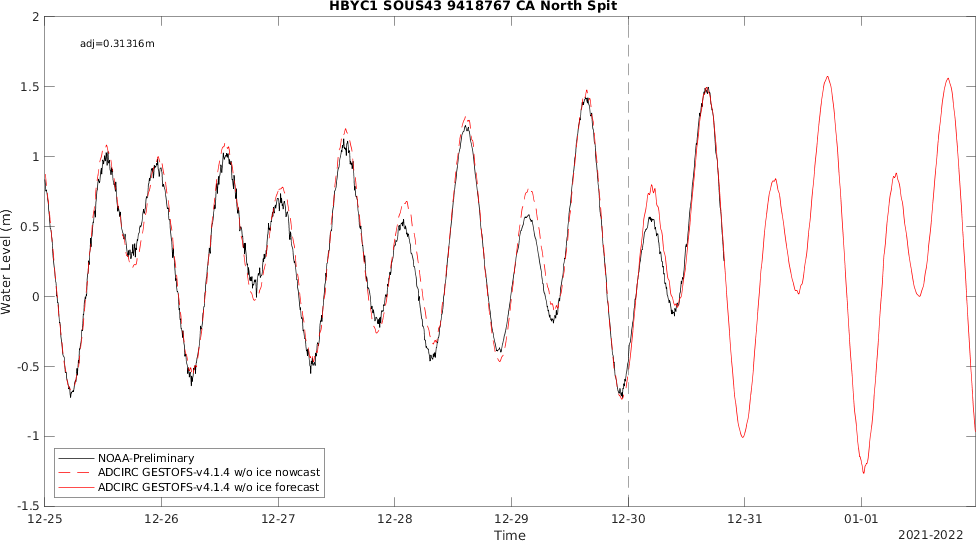 HBYC1 SOUS43 9418767 CA North Spit
adj=0.31316m
2
1.5
1
0.5
0
-0.5
-1
-1.5
Water Level (m)
NOAA-Preliminary
ADCIRC GESTOFS-v4.1.4 w/o ice nowcast
ADCIRC GESTOFS-v4.1.4 w/o ice forecast
12-25 12-26 12-27 12-28 12-29 12-30 12-31 01-01
Time
2021-2022